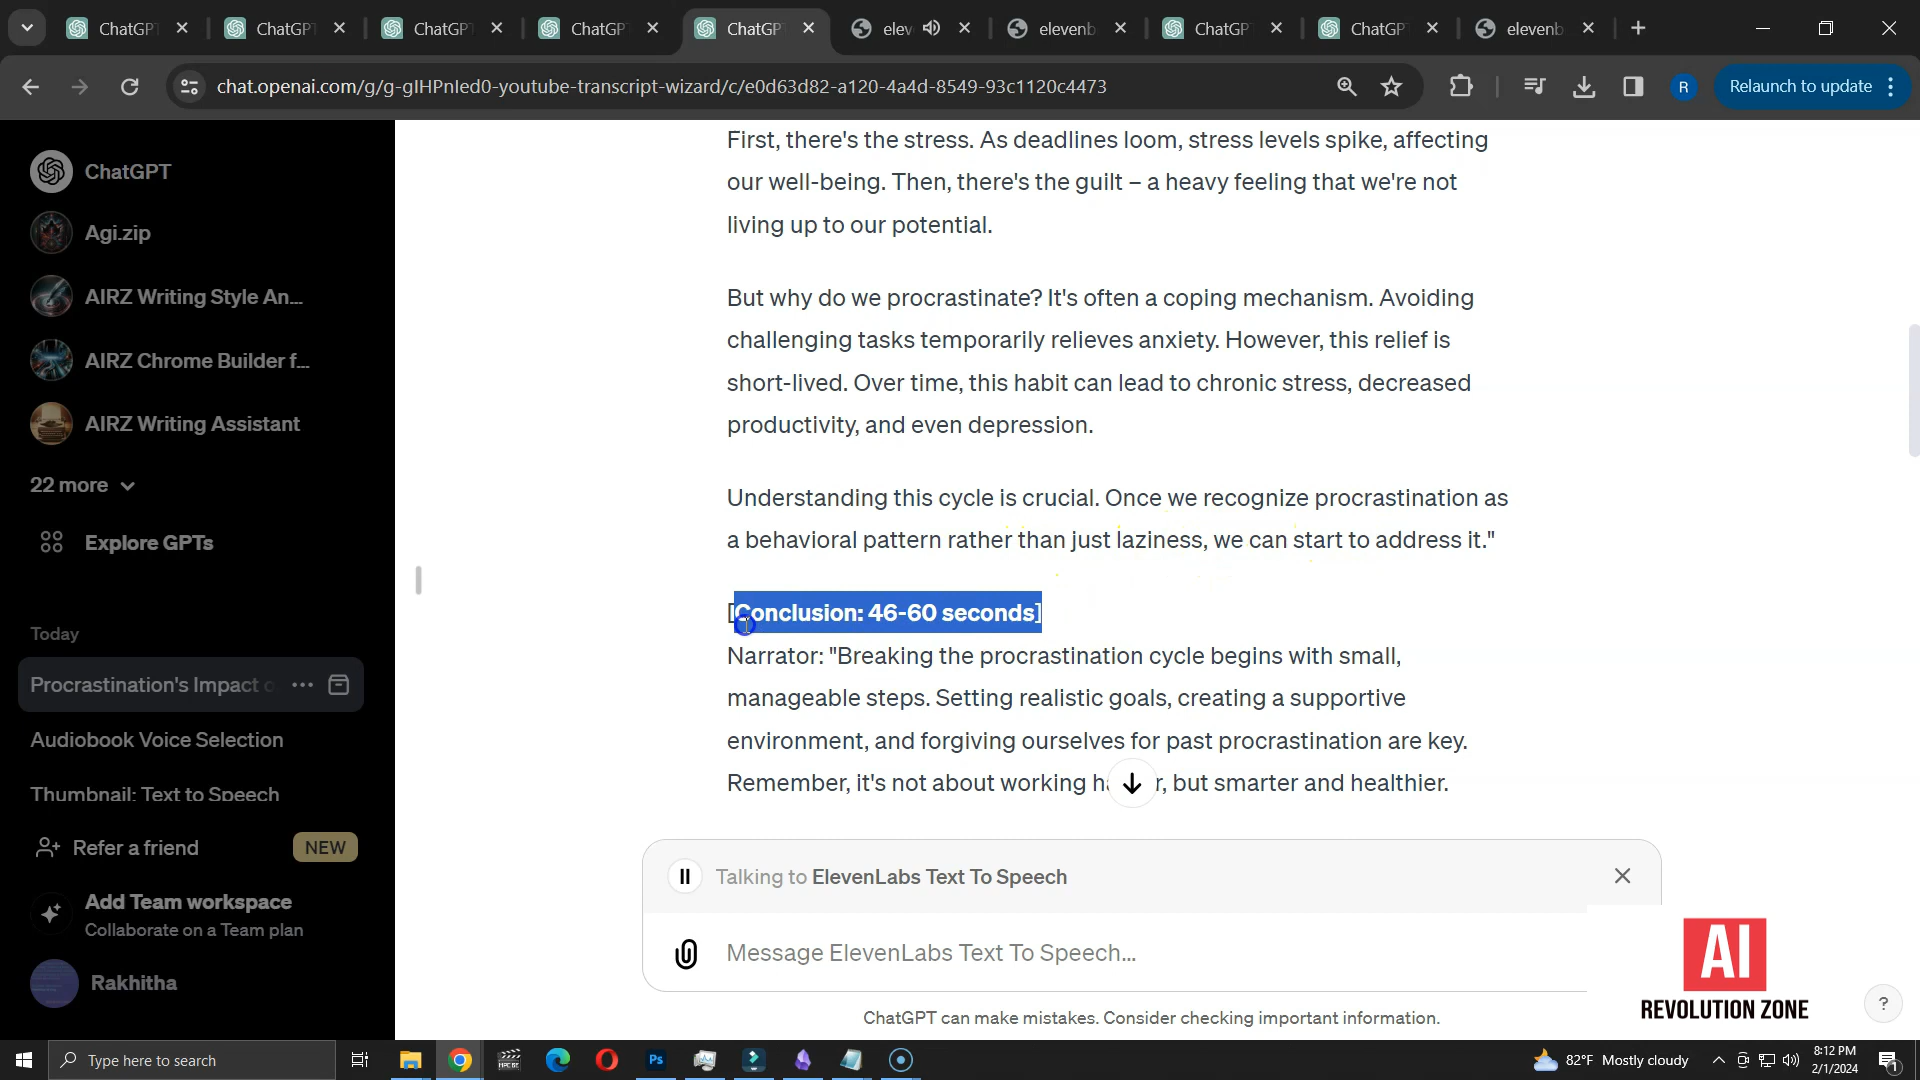 ChatGP
ChatGP
ChatGP
ChatGP
ChatGP
elev
elevenb
ChatGP
ChatGP
elevenb
chat.openai.com/g/g-gIHPnIed0-youtube-transcript-wizard/c/e0d63d82-a120-4a4d-8549-93c1120c4473
R
Relaunch to update
ChatGPT
Agi.zip
AIRZ Writing Style An...
AIRZ Chrome Builder f...
AIRZ Writing Assistant
22 more
Explore GPTs
Today
Procrastination's Impact o
Audiobook Voice Selection
Thumbnail: Text to Speech
Refer a friend
NEW
Add Team workspace
Collaborate on a Team plan
Rakhitha
First, there's the stress. As deadlines loom, stress levels spike, affecting
our well-being. Then, there's the guilt – a heavy feeling that we're not
living up to our potential.
But why do we procrastinate? It's often a coping mechanism. Avoiding
challenging tasks temporarily relieves anxiety. However, this relief is
short-lived. Over time, this habit can lead to chronic stress, decreased
productivity, and even depression.
Understanding this cycle is crucial. Once we recognize procrastination as
a behavioral pattern rather than just laziness, we can start to address it."
[Conclusion: 46-60 seconds]
Narrator: "Breaking the procrastination cycle begins with small,
manageable steps. Setting realistic goals, creating a supportive
environment, and forgiving ourselves for past procrastination are key.
Remember, it's not about working r, but smarter and healthier.
Talking to ElevenLabs Text To Speech
Message ElevenLabs Text To Speech...
ChatGPT can make mistakes. Consider checking important information.
AI
REVOLUTION ZONE
?
Type here to search
Ps
82°F Mostly cloudy
8:12 PM
2/1/2024
1